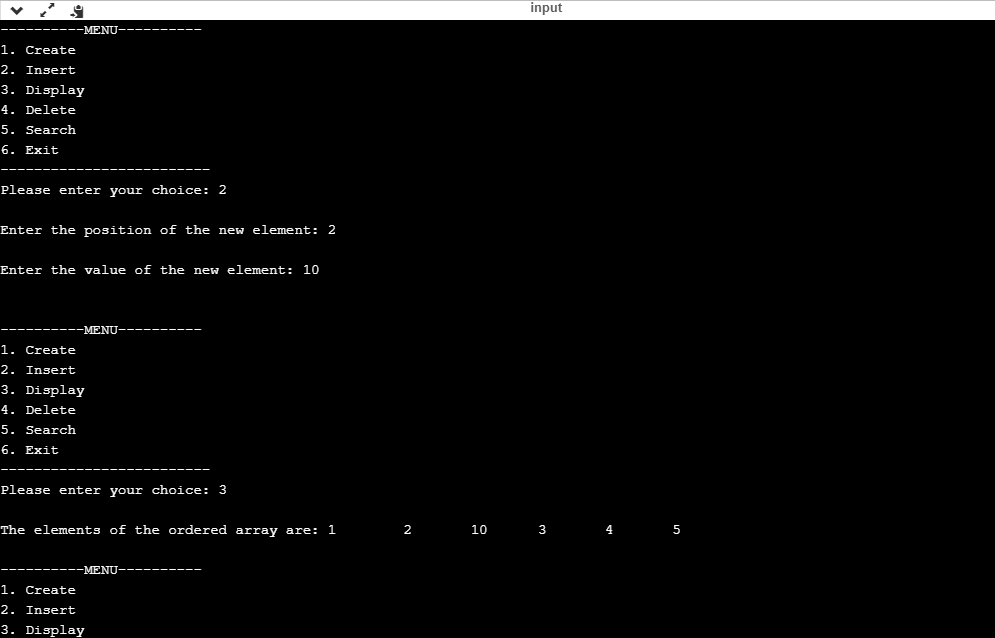 input
----------MENU----------
1. Create
2. Insert
3. Display
4. Delete
5. Search
6. Exit
-------------------------
Please enter your choice: 2
Enter the position of the new element: 2
Enter the value of the new element: 10
----------MENU----------
1. Create
2. Insert
3. Display
4. Delete
5. Search
6. Exit
-------------------------
Please enter your choice: 3
The elements of the ordered array are: 1 2 10 3 4 5
----------MENU----------
1. Create
2. Insert
3. Display